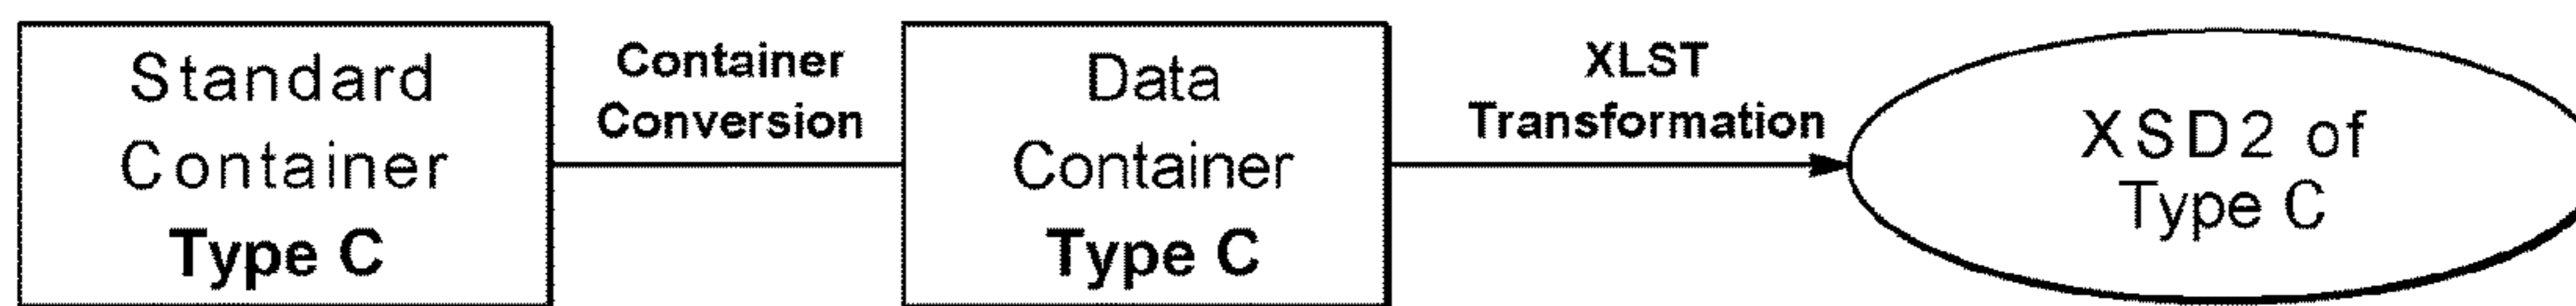 Standard
Container
Type C
Container
Conversion
Data
Container
Type C
XLST
Transformation
XSD2 of
Type C